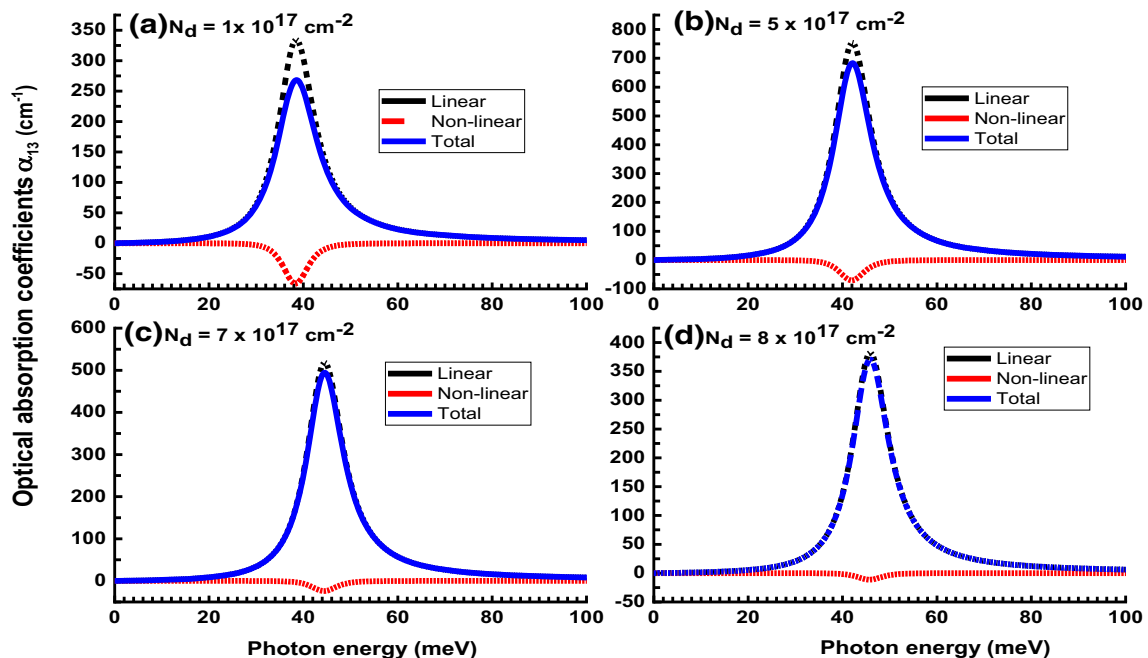 Optical absorption coefficients α13 (cm-1)
(a) Nd = 1x 10^17 cm-2
350
300
250
200
150
100
50
0
-50
0 20 40 60 80 100
Linear
Non-linear
Total
(b) Nd = 5 x 10^17 cm-2
800
700
600
500
400
300
200
100
0
-100
0 20 40 60 80 100
Linear
Non-linear
Total
(c) Nd = 7 x 10^17 cm-2
600
500
400
300
200
100
0
0 20 40 60 80 100
Linear
Non-linear
Total
Photon energy (meV)
(d) Nd = 8 x 10^17 cm-2
400
350
300
250
200
150
100
50
0
-50
0 20 40 60 80 100
Linear
Non-linear
Total
Photon energy (meV)